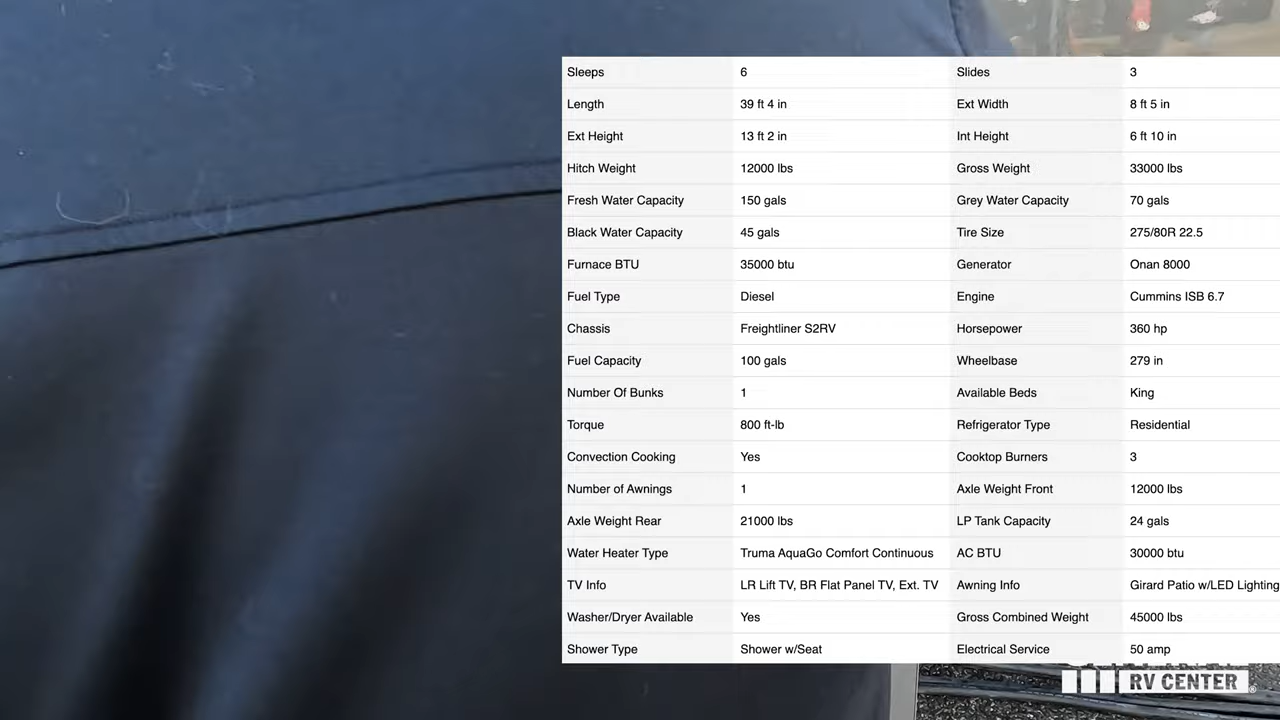 Sleeps 6 Slides 3
Length 39 ft 4 in Ext Width 8 ft 5 in
Ext Height 13 ft 2 in Int Height 6 ft 10 in
Hitch Weight 12000 lbs Gross Weight 33000 lbs
Fresh Water Capacity 150 gals Grey Water Capacity 70 gals
Black Water Capacity 45 gals Tire Size 275/80R 22.5
Furnace BTU 35000 btu Generator Onan 8000
Fuel Type Diesel Engine Cummins ISB 6.7
Chassis Freightliner S2RV Horsepower 360 hp
Fuel Capacity 100 gals Wheelbase 279 in
Number Of Bunks 1 Available Beds King
Torque 800 ft-lb Refrigerator Type Residential
Convection Cooking Yes Cooktop Burners 3
Number of Awnings 1 Axle Weight Front 12000 lbs
Axle Weight Rear 21000 lbs LP Tank Capacity 24 gals
Water Heater Type Truma AquaGo Comfort Continuous AC BTU 30000 btu
TV Info LR Lift TV, BR Flat Panel TV, Ext. TV Awning Info Girard Patio w/LED Lighting
Washer/Dryer Available Yes Gross Combined Weight 45000 lbs
Shower Type Shower w/Seat Electrical Service 50 amp
RV CENTER®